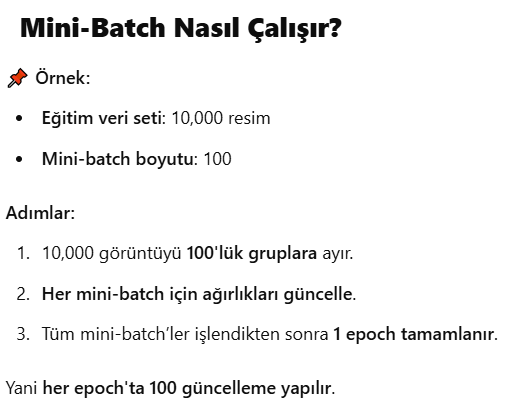 Mini-Batch Nasıl Çalışır?
📌 Örnek:
• Eğitim veri seti: 10,000 resim
• Mini-batch boyutu: 100
Adımlar:
1. 10,000 görüntüyü 100'lük gruplara ayır.
2. Her mini-batch için ağırlıkları güncelle.
3. Tüm mini-batch’ler işlendikten sonra 1 epoch tamamlanır.
Yani her epoch'ta 100 güncelleme yapılır.